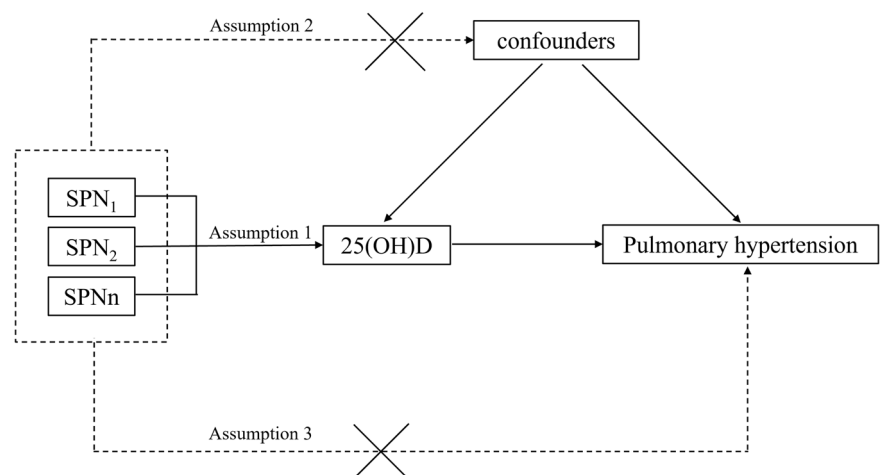 Assumption 2
confounders
SPN₁
SPN₂
SPNn
Assumption 1
25(OH)D
Pulmonary hypertension
Assumption 3